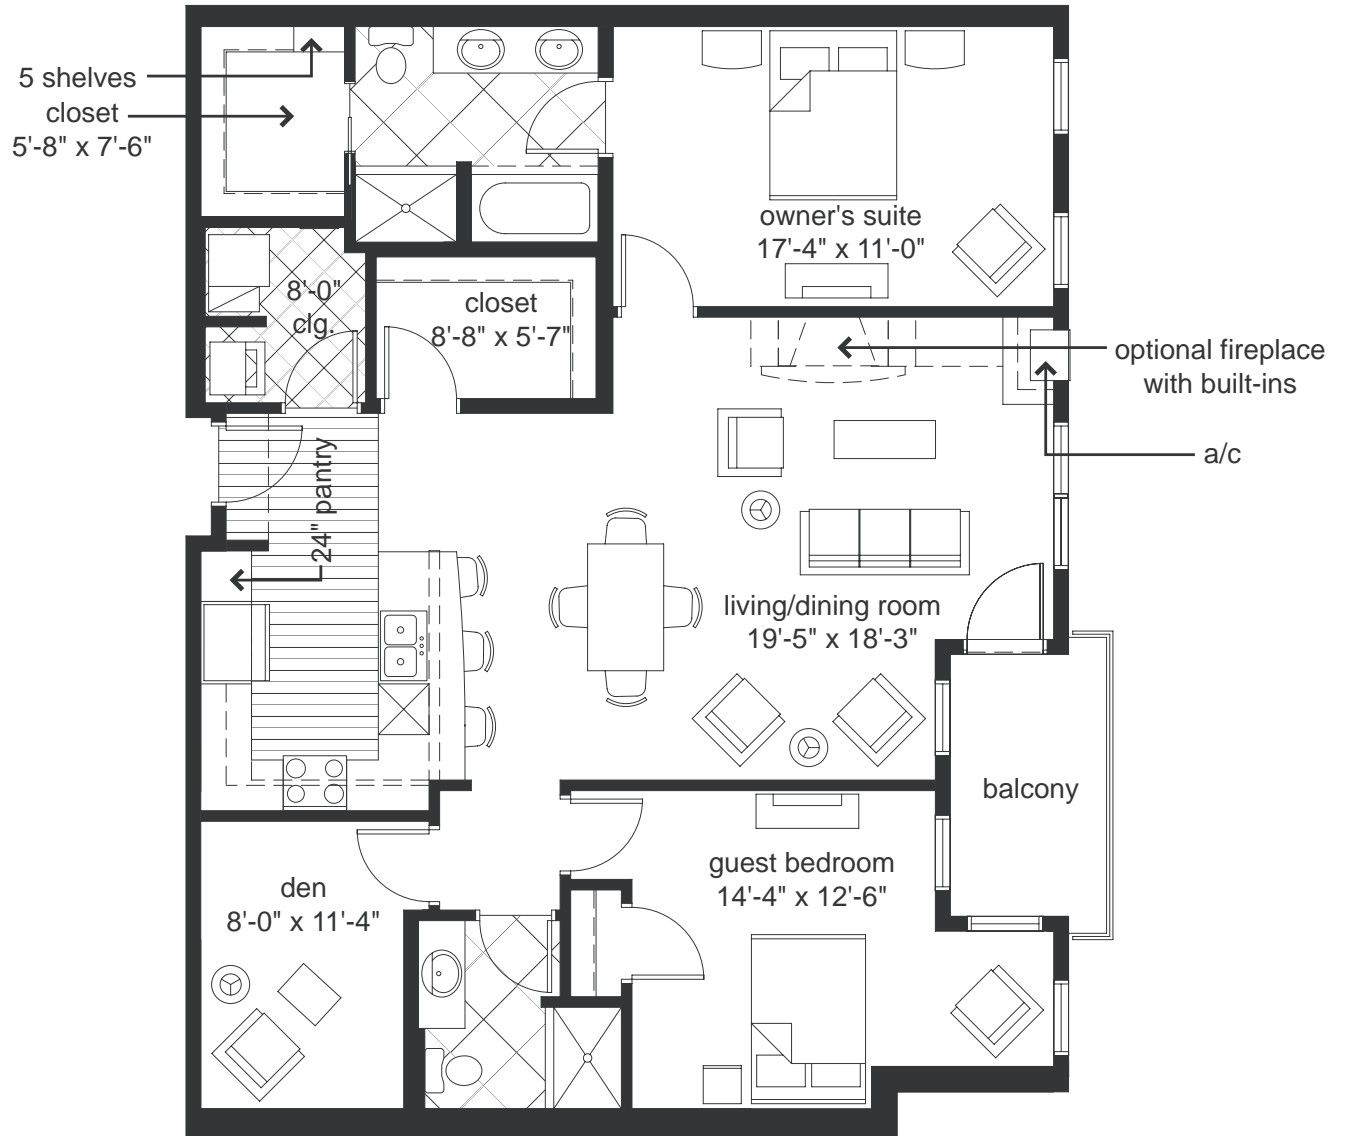 5 shelves
closet
5'-8" x 7'-6"
owner's suite
17'-4" x 11'-0"
8'-0"
clg.
closet
8'-8" x 5'-7"
optional fireplace
with built-ins
a/c
24" pantry
living/dining room
19'-5" x 18'-3"
balcony
guest bedroom
14'-4" x 12'-6"
den
8'-0" x 11'-4"